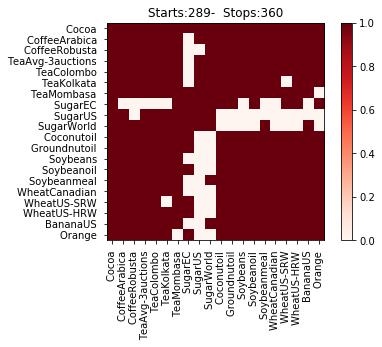 Starts:289-  Stops:360
Cocoa
CoffeeArabica
CoffeeRobusta
TeaAvg-3auctions
TeaColombo
TeaKolkata
TeaMombasa
SugarEC
SugarUS
SugarWorld
Coconutoil
Groundnutoil
Soybeans
Soybeanoil
Soybeanmeal
WheatCanadian
WheatUS-SRW
WheatUS-HRW
BananaUS
Orange
Cocoa
CoffeeArabica
CoffeeRobusta
TeaAvg-3auctions
TeaColombo
TeaKolkata
TeaMombasa
SugarEC
SugarUS
SugarWorld
Coconutoil
Groundnutoil
Soybeans
Soybeanoil
Soybeanmeal
WheatCanadian
WheatUS-SRW
WheatUS-HRW
BananaUS
Orange
1.0
0.8
0.6
0.4
0.2
0.0